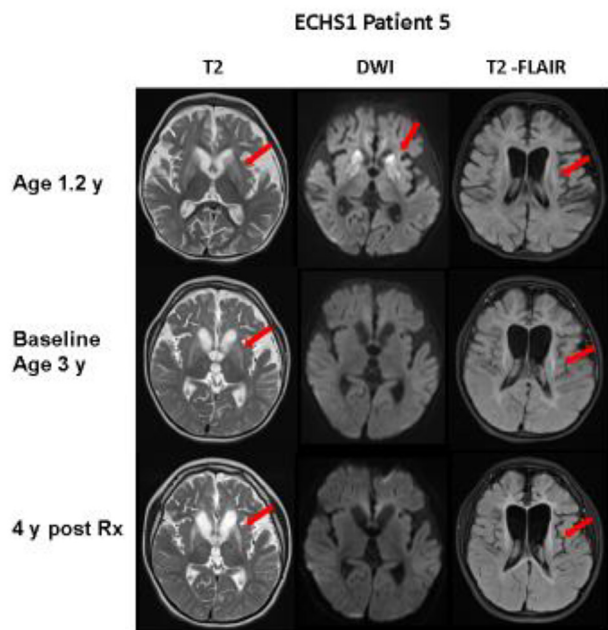 ECHS1 Patient 5
T2
DWI
T2 -FLAIR
Age 1.2 y
Baseline
Age 3 y
4 y post Rx